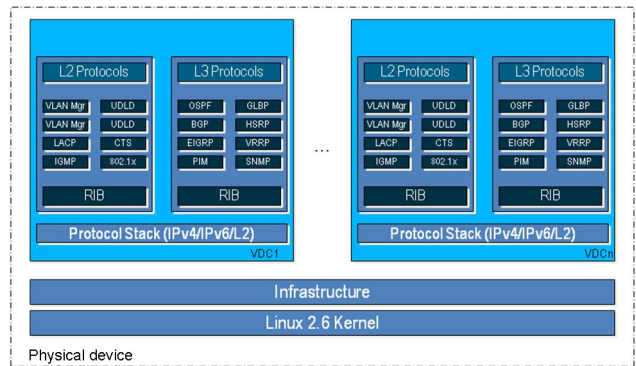 L2 Protocols
VLAN Mgr UDLD
VLAN Mgr UDLD
LACP CTS
IGMP 802.1x
RIB
L3 Protocols
OSPF GLBP
BGP HSRP
EIGRP VRRP
PIM SNMP
RIB
Protocol Stack (IPv4/IPv6/L2)
VDC1
...
L2 Protocols
VLAN Mgr UDLD
VLAN Mgr UDLD
LACP CTS
IGMP 802.1x
RIB
L3 Protocols
OSPF GLBP
BGP HSRP
EIGRP VRRP
PIM SNMP
RIB
Protocol Stack (IPv4/IPv6/L2)
VDCn
Infrastructure
Linux 2.6 Kernel
Physical device